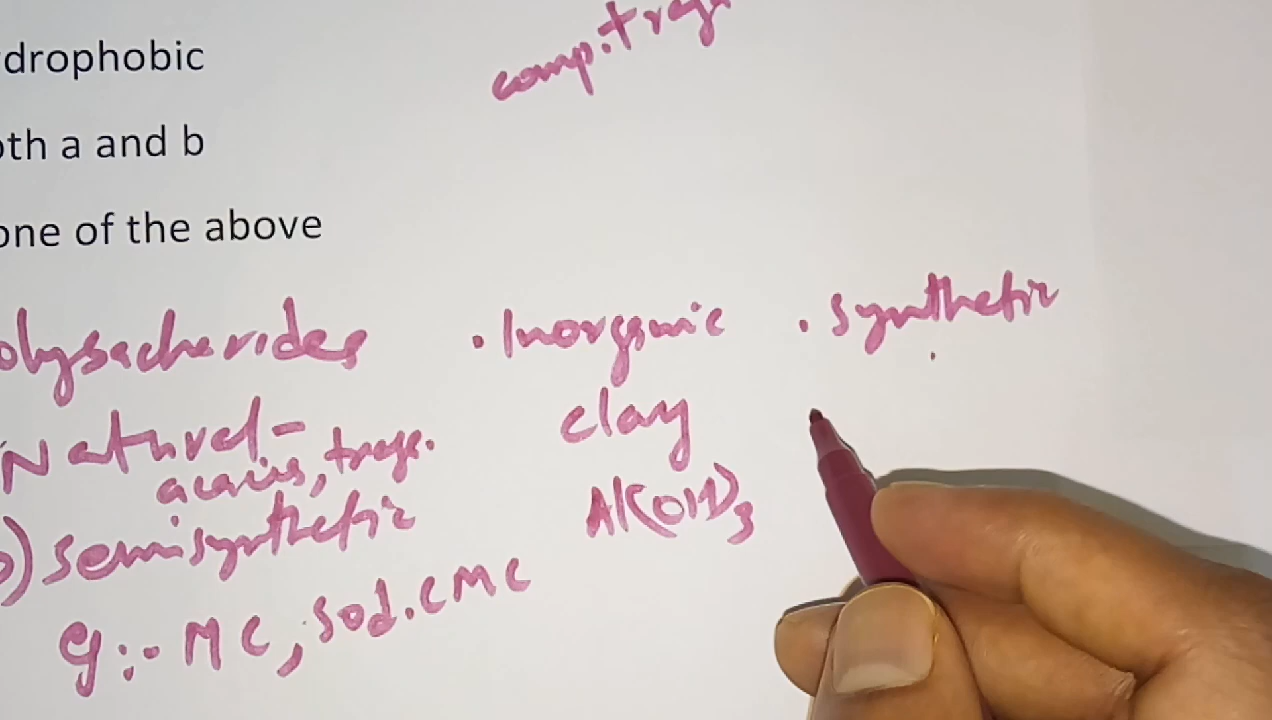 comp.trag
drophobic
oth a and b
one of the above
olysacharides
Natural-
acacia, trag.
b) semisynthetic
eg:- MC, sod. CMC
. Inorganic
clay
Al(OH)3
. synthetic